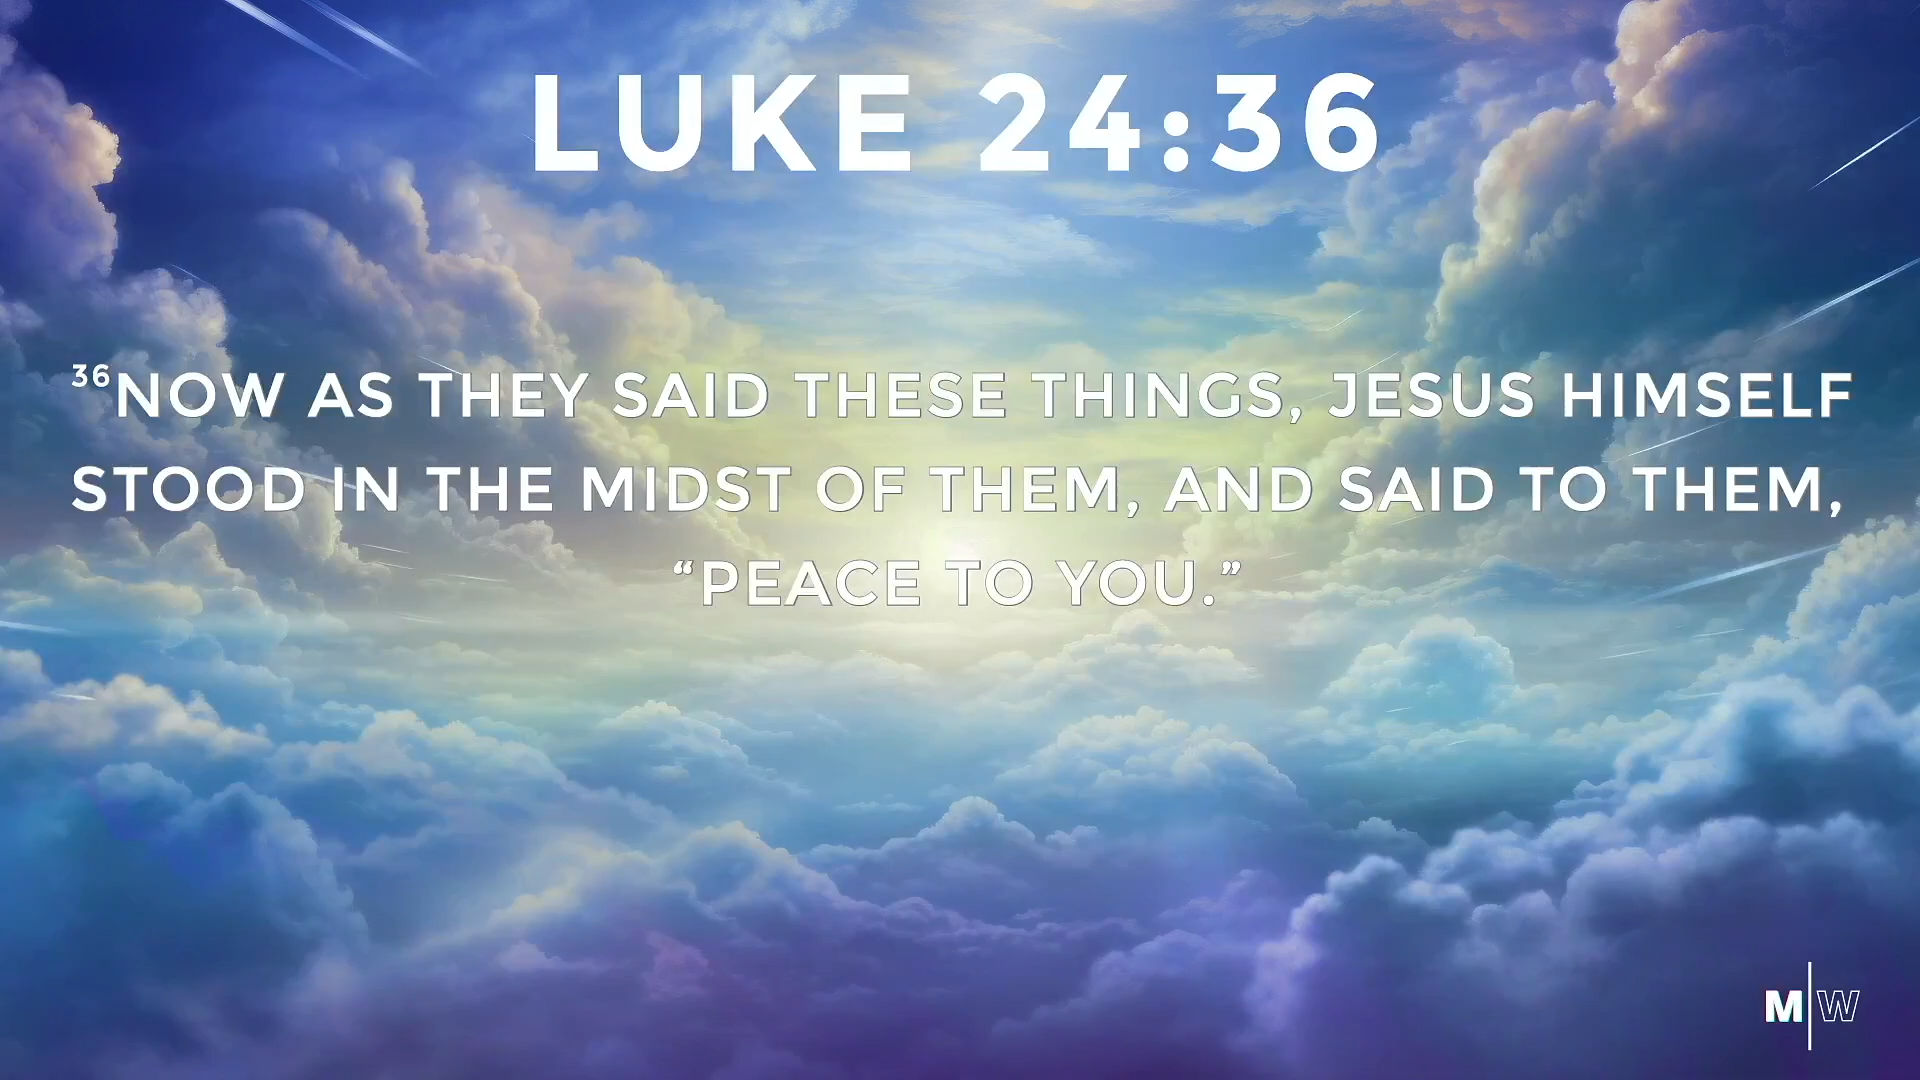 LUKE 24:36
³⁶NOW AS THEY SAID THESE THINGS, JESUS HIMSELF
STOOD IN THE MIDST OF THEM, AND SAID TO THEM,
“PEACE TO YOU.”
M|W